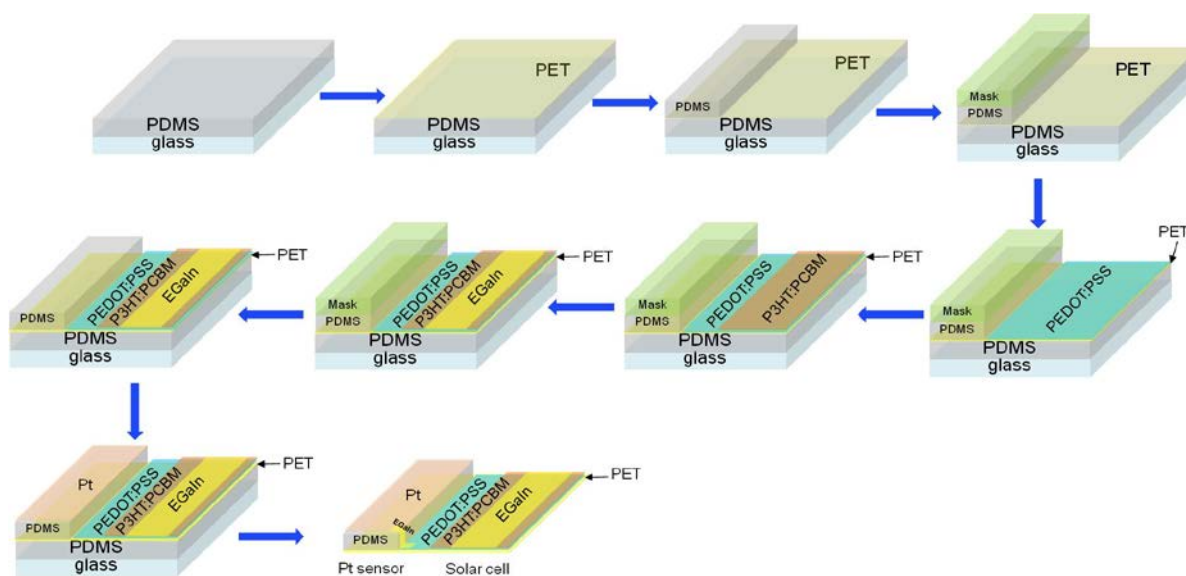 PDMS
glass
PET
PDMS
glass
PET
PDMS
PDMS
glass
PET
Mask
PDMS
PDMS
glass
PET
PEDOT:PSS
Mask
PDMS
PDMS
glass
PET
PEDOT:PSS
P3HT:PCBM
Mask
PDMS
PDMS
glass
PET
PEDOT:PSS
P3HT:PCBM
EGaIn
Mask
PDMS
PDMS
glass
PET
PEDOT:PSS
P3HT:PCBM
EGaIn
PDMS
PDMS
glass
Pt
PEDOT:PSS
P3HT:PCBM
EGaIn
PET
PDMS
PDMS
glass
Pt
EGaIn
PEDOT:PSS
P3HT:PCBM
EGaIn
PET
PDMS
Pt sensor
Solar cell